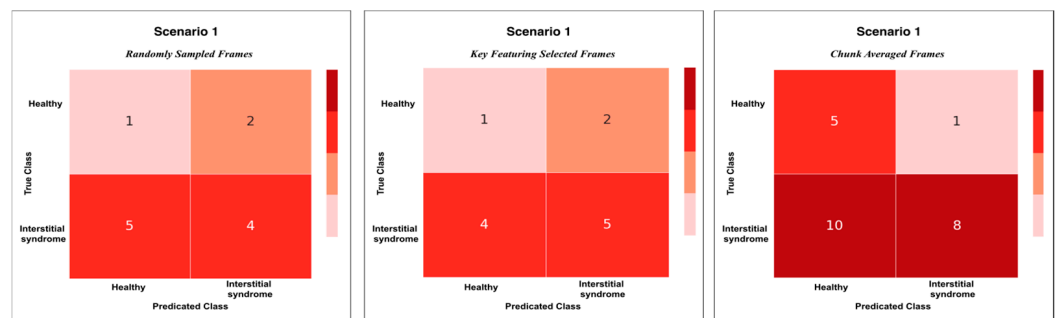 Scenario 1
Randomly Sampled Frames
Healthy
1
2
True Class
Interstitial
syndrome
5
4
Healthy
Interstitial
syndrome
Predicated Class
Scenario 1
Key Featuring Selected Frames
Healthy
1
2
True Class
Interstitial
syndrome
4
5
Healthy
Interstitial
syndrome
Predicated Class
Scenario 1
Chunk Averaged Frames
Healthy
5
1
True Class
Interstitial
syndrome
10
8
Healthy
Interstitial
syndrome
Predicated Class